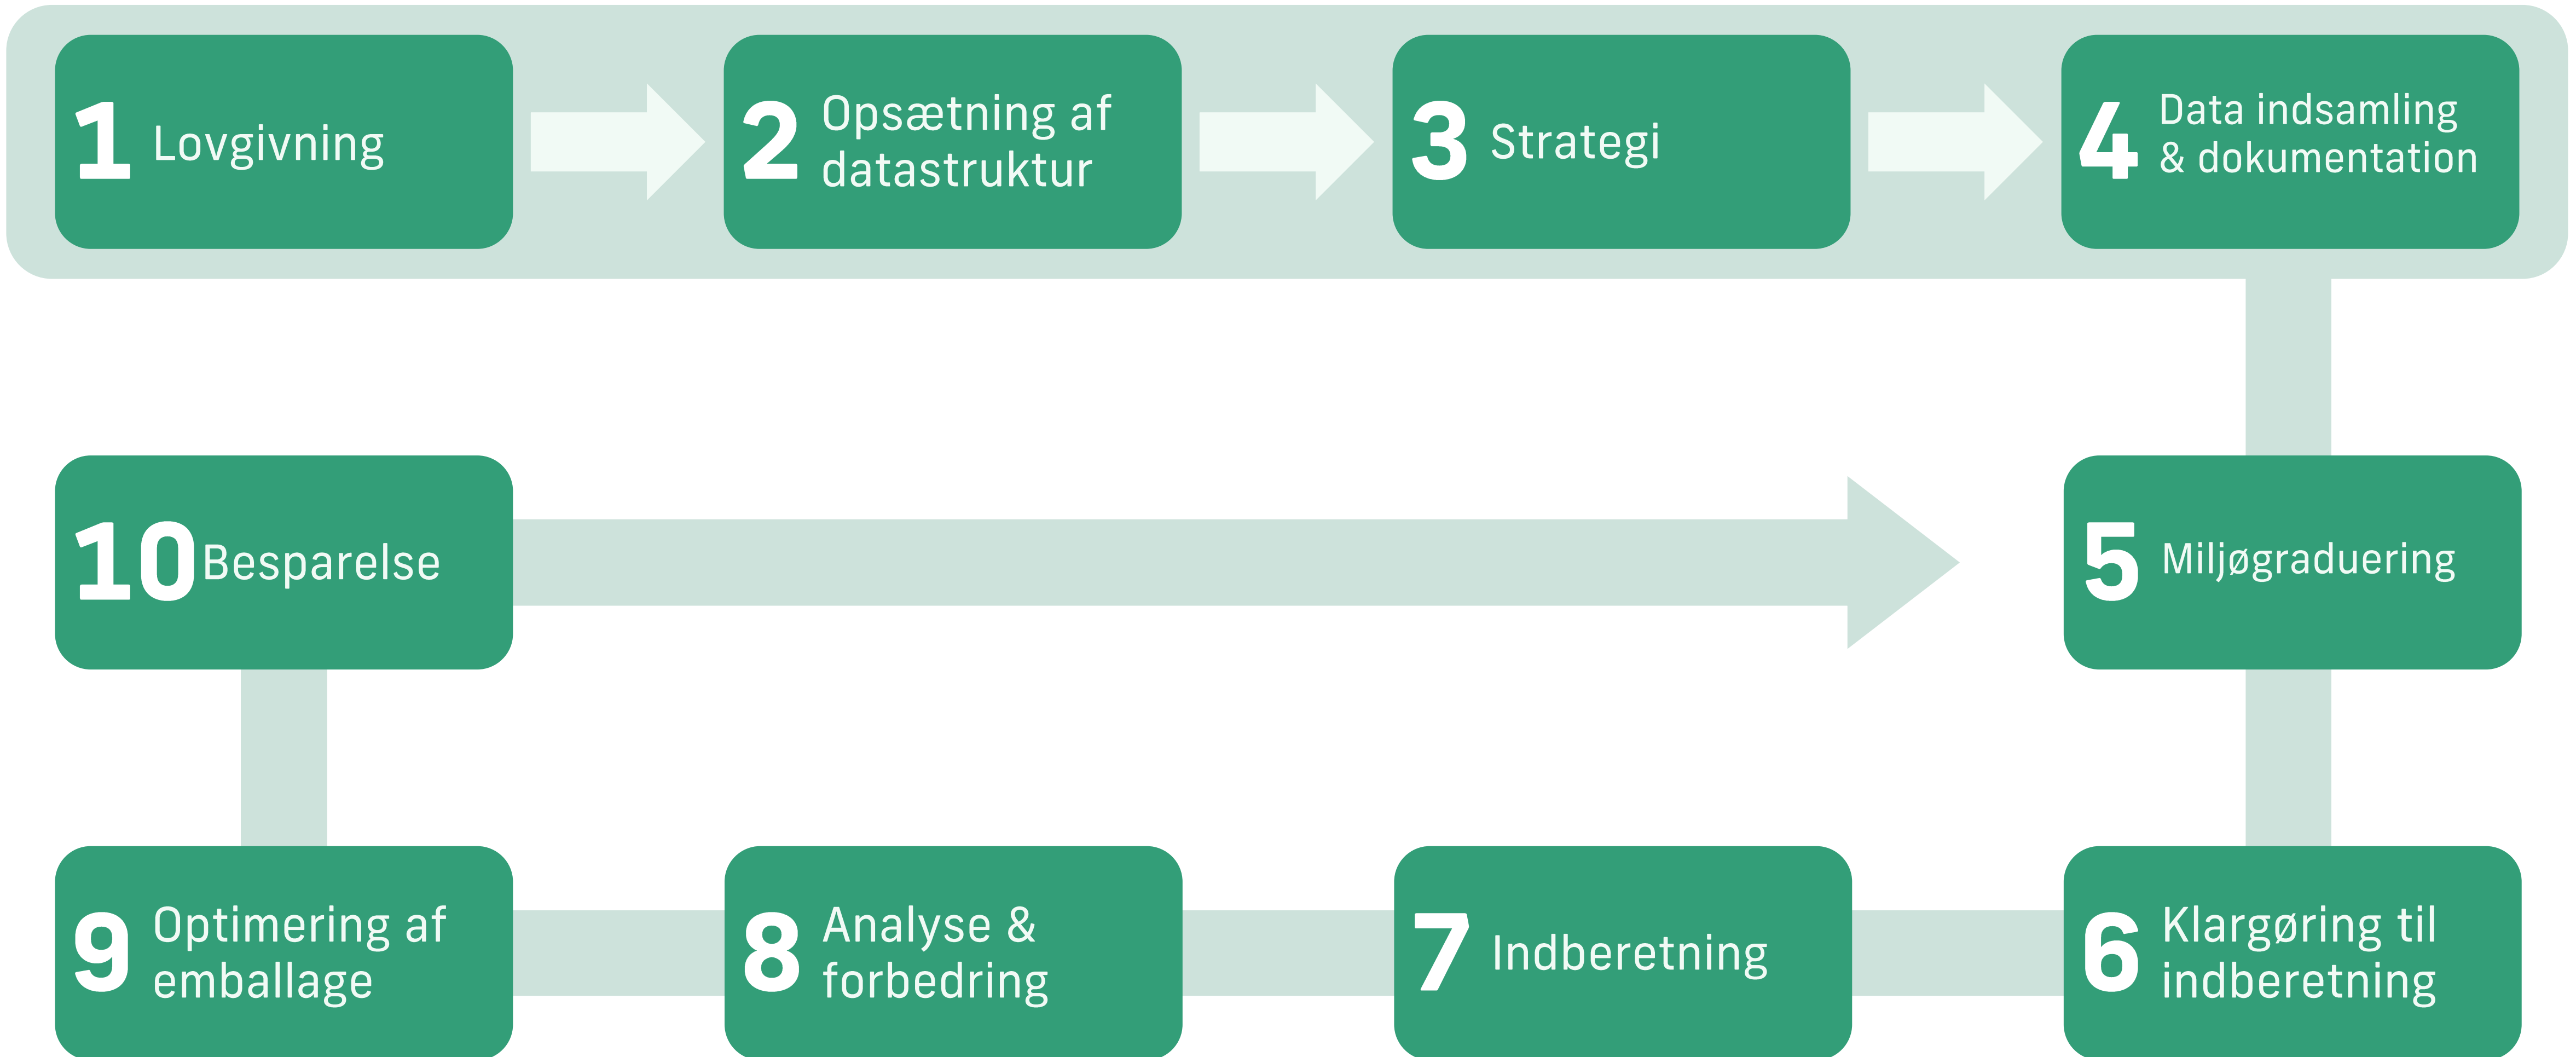 1 Lovgivning
2 Opsætning af
datastruktur
3 Strategi
4 Data indsamling
& dokumentation
10 Besparelse
5 Miljøgraduering
9 Optimering af
emballage
8 Analyse &
forbedring
7 Indberetning
6 Klargøring til
indberetning